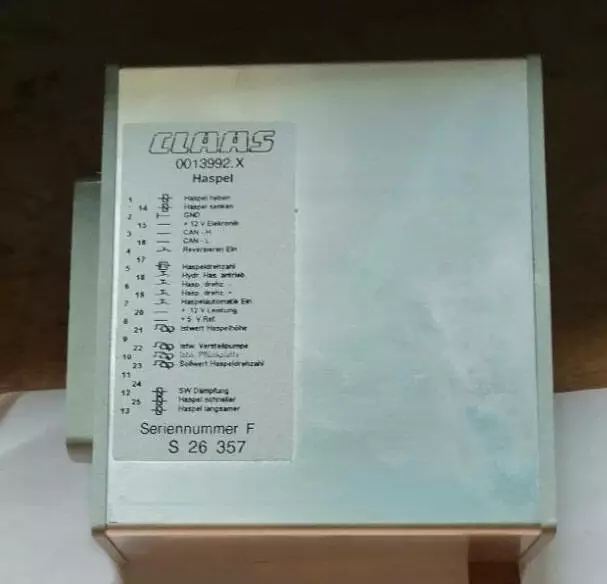 CLAAS
0013992.X
Haspel
1 Haspel heben
14 Haspel senken
2 GND
15 + 12 V Elektronik
3 CAN - H
16 CAN - L
4 Reversieren Ein
17
5 Haspeldrehzahl
18 Hydr. Has. antrieb
6 Hasp. drehz. -
19 Hasp. drehz. +
7 Haspelautomatik Ein
20 + 12 V Leistung
8 + 5 V Ref.
21 Istwert Haspelhöhe
9
22 Istw. Verstellpumpe
10
23 Sollwert Haspeldrehzahl
11
24
12 SW Dämpfung
25 Haspel schneller
13 Haspel langsamer
Seriennummer F
S 26 357